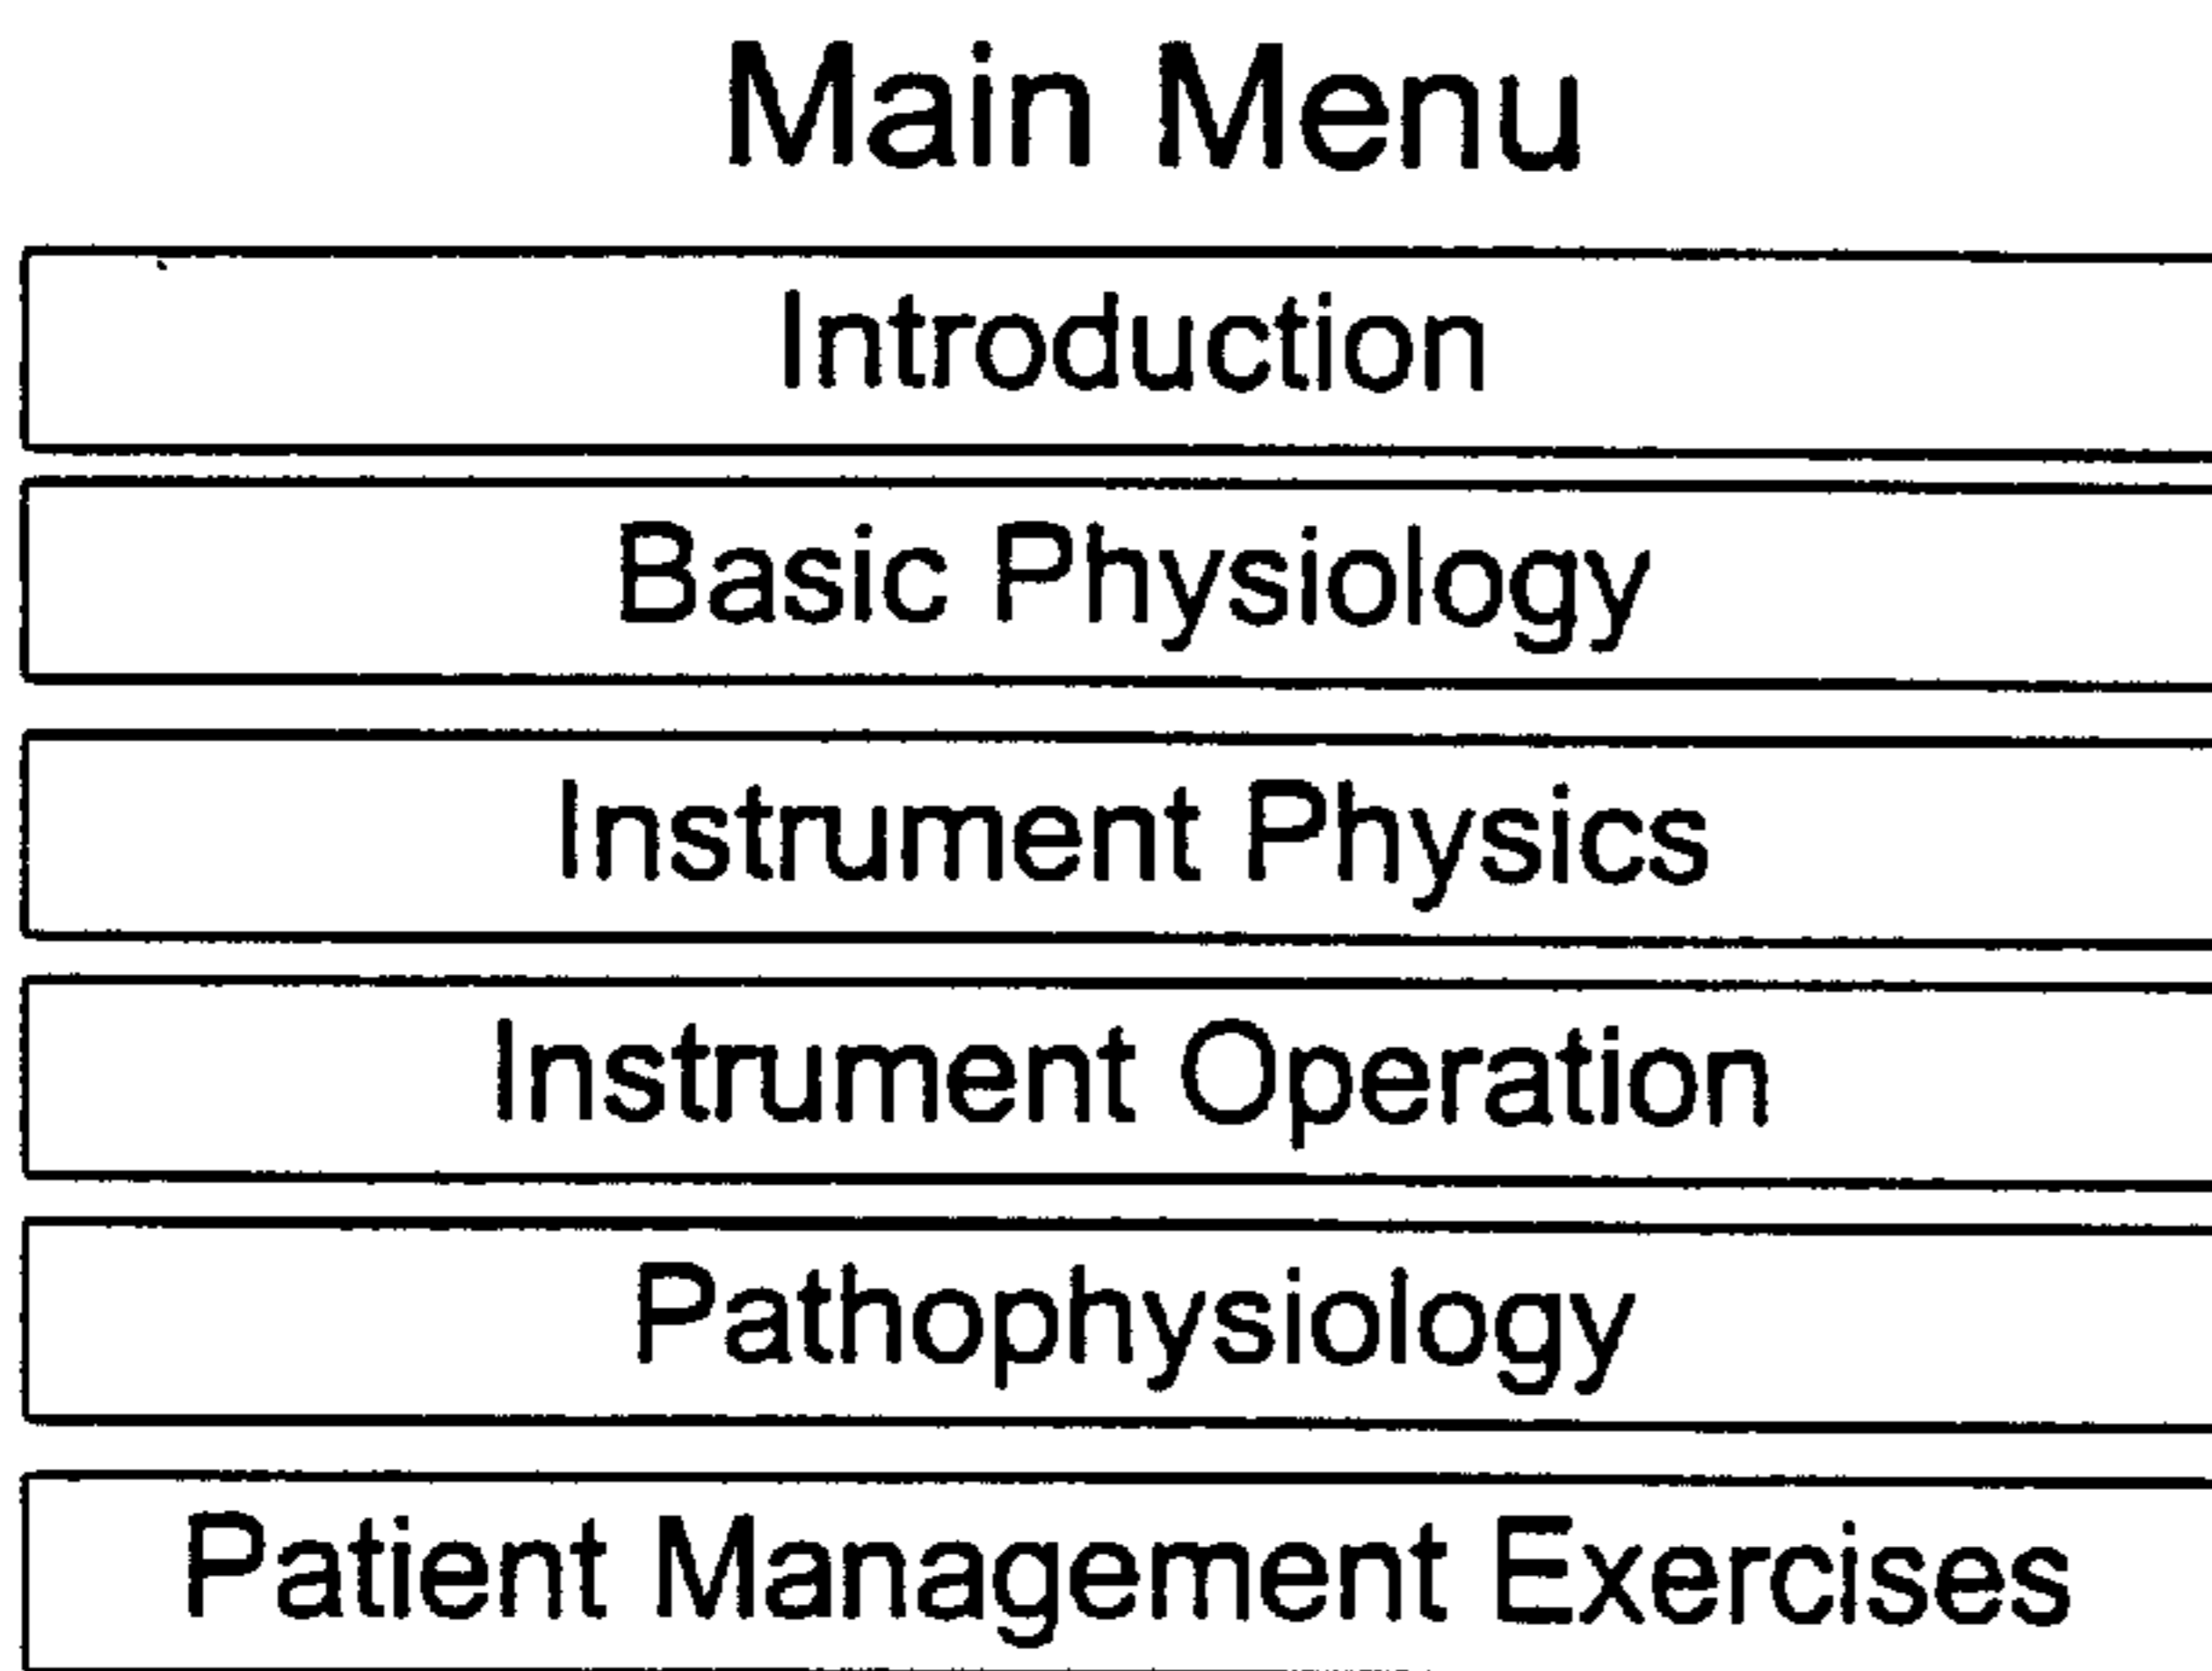 Main Menu
Introduction
Basic Physiology
Instrument Physics
Instrument Operation
Pathophysiology
Patient Management Exercises